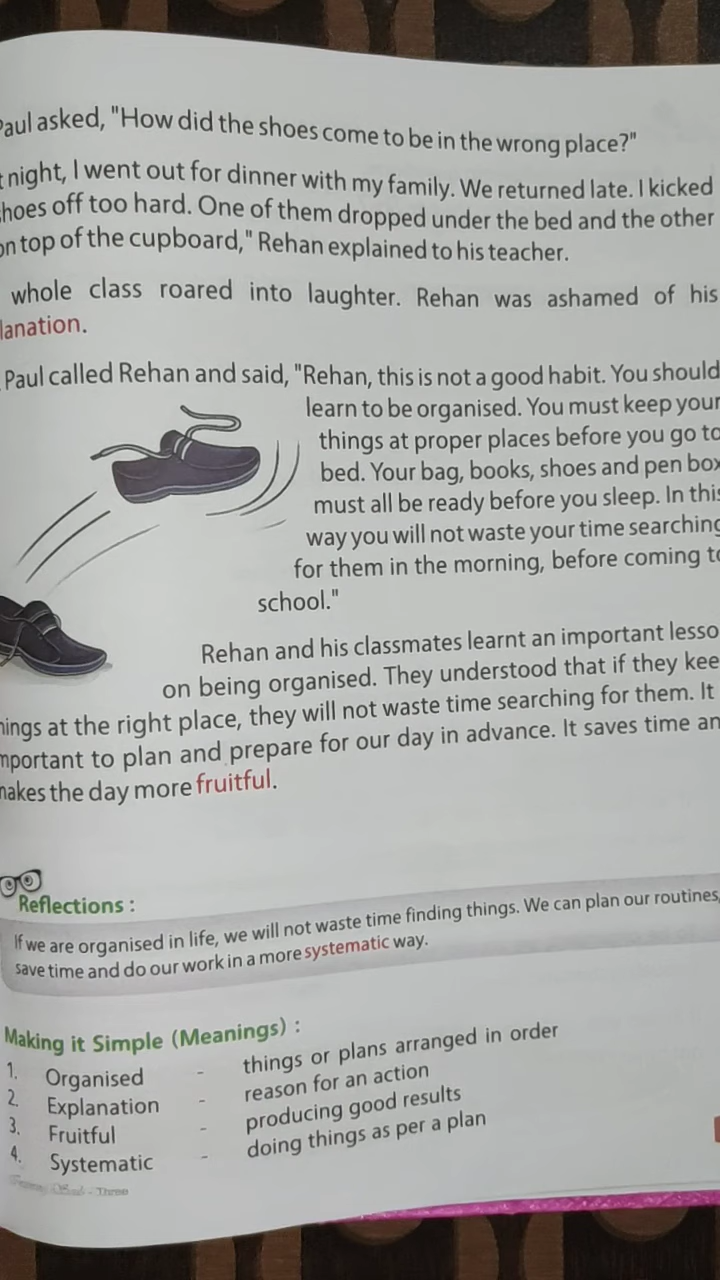 Paul asked, "How did the shoes come to be in the wrong place?"
night, I went out for dinner with my family. We returned late. I kicked
hoes off too hard. One of them dropped under the bed and the other
on top of the cupboard," Rehan explained to his teacher.
whole class roared into laughter. Rehan was ashamed of his
lanation.
Paul called Rehan and said, "Rehan, this is not a good habit. You should
learn to be organised. You must keep your
things at proper places before you go to
bed. Your bag, books, shoes and pen box
must all be ready before you sleep. In this
way you will not waste your time searching
for them in the morning, before coming to
school."
Rehan and his classmates learnt an important lesso
on being organised. They understood that if they kee
hings at the right place, they will not waste time searching for them. It
mportant to plan and prepare for our day in advance. It saves time an
makes the day more fruitful.
Reflections :
If we are organised in life, we will not waste time finding things. We can plan our routines,
save time and do our work in a more systematic way.
Making it Simple (Meanings) :
1. Organised - things or plans arranged in order
2. Explanation - reason for an action
3. Fruitful - producing good results
4. Systematic - doing things as per a plan
Three